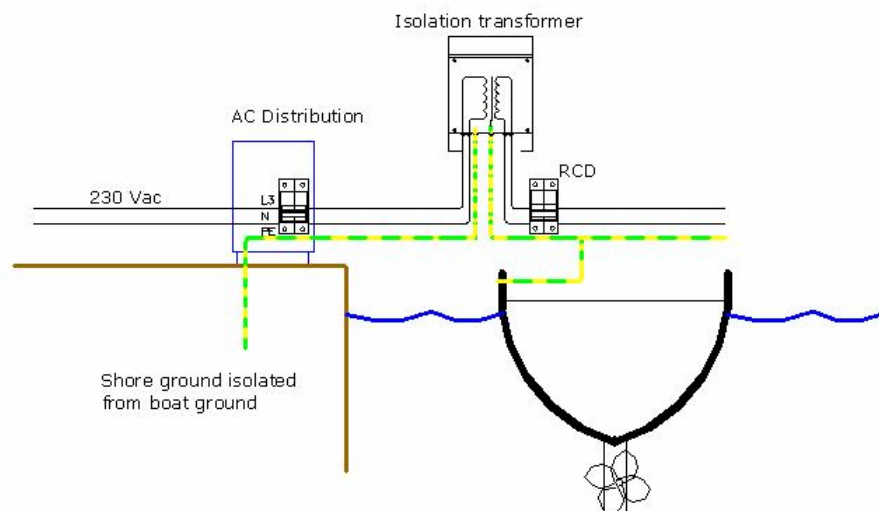 Isolation transformer
AC Distribution
RCD
230 Vac
L3
N
PE
Shore ground isolated
from boat ground